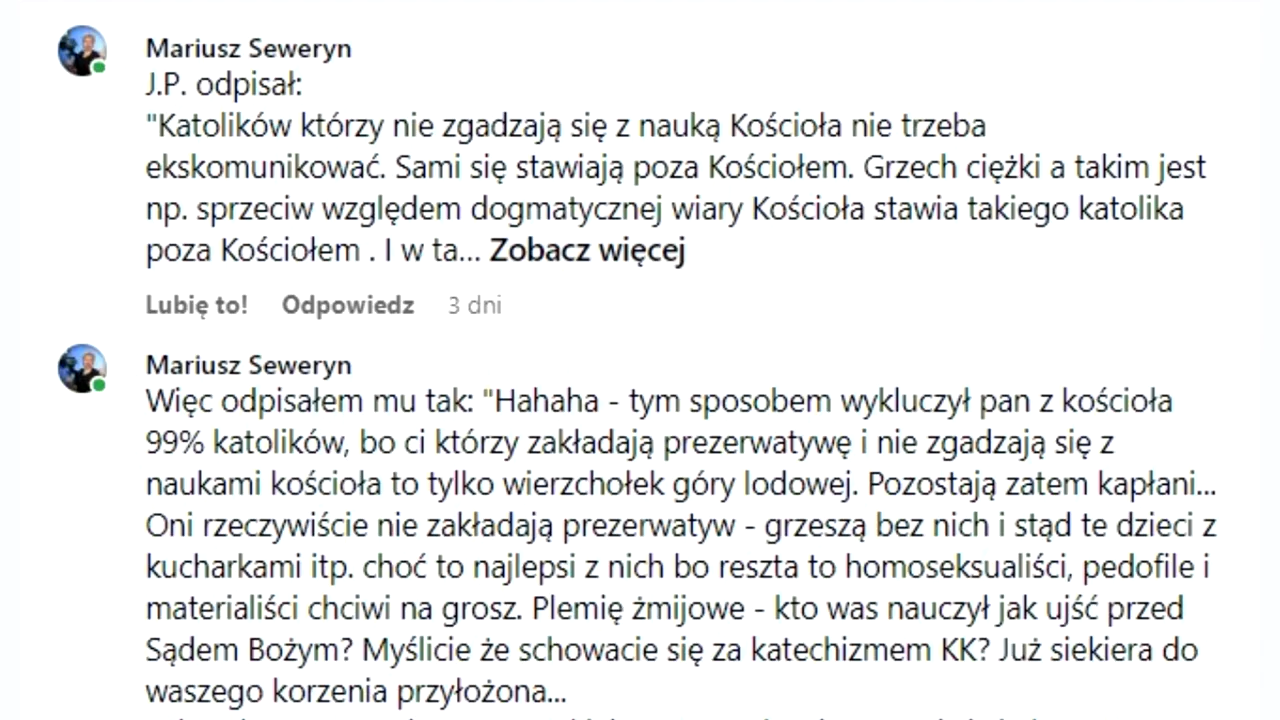 Mariusz Seweryn
J.P. odpisał:
"Katolików którzy nie zgadzają się z nauką Kościoła nie trzeba
ekskomunikować. Sami się stawiają poza Kościołem. Grzech ciężki a takim jest
np. sprzeciw względem dogmatycznej wiary Kościoła stawia takiego katolika
poza Kościołem . I w ta... Zobacz więcej
Lubię to! Odpowiedz 3 dni
Mariusz Seweryn
Więc odpisałem mu tak: "Hahaha - tym sposobem wykluczył pan z kościoła
99% katolików, bo ci którzy zakładają prezerwatywę i nie zgadzają się z
naukami kościoła to tylko wierzchołek góry lodowej. Pozostają zatem kapłani...
Oni rzeczywiście nie zakładają prezerwatyw - grzeszą bez nich i stąd te dzieci z
kucharkami itp. choć to najlepsi z nich bo reszta to homoseksualiści, pedofile i
materialiści chciwi na grosz. Plemię żmijowe - kto was nauczył jak ujść przed
Sądem Bożym? Myślicie że schowacie się za katechizmem KK? Już siekiera do
waszego korzenia przyłożona...